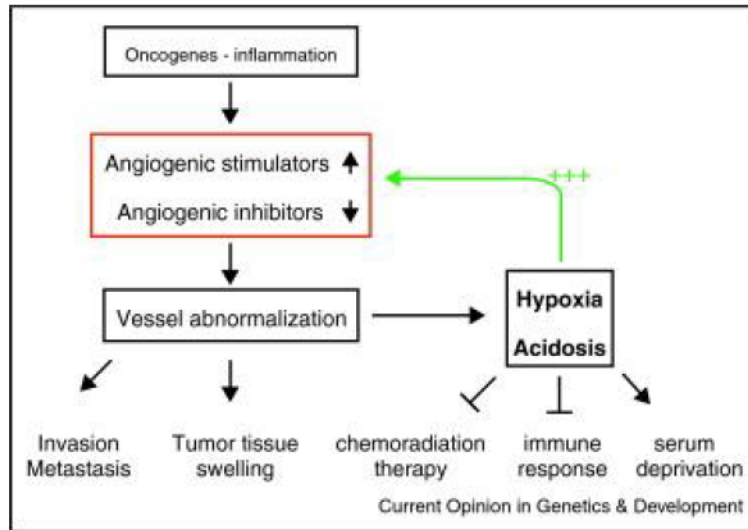 Oncogenes - inflammation
Angiogenic stimulators
Angiogenic inhibitors
+++
Vessel abnormalization
Hypoxia
Acidosis
Invasion
Metastasis
Tumor tissue
swelling
chemoradiation
therapy
immune
response
serum
deprivation
Current Opinion in Genetics & Development